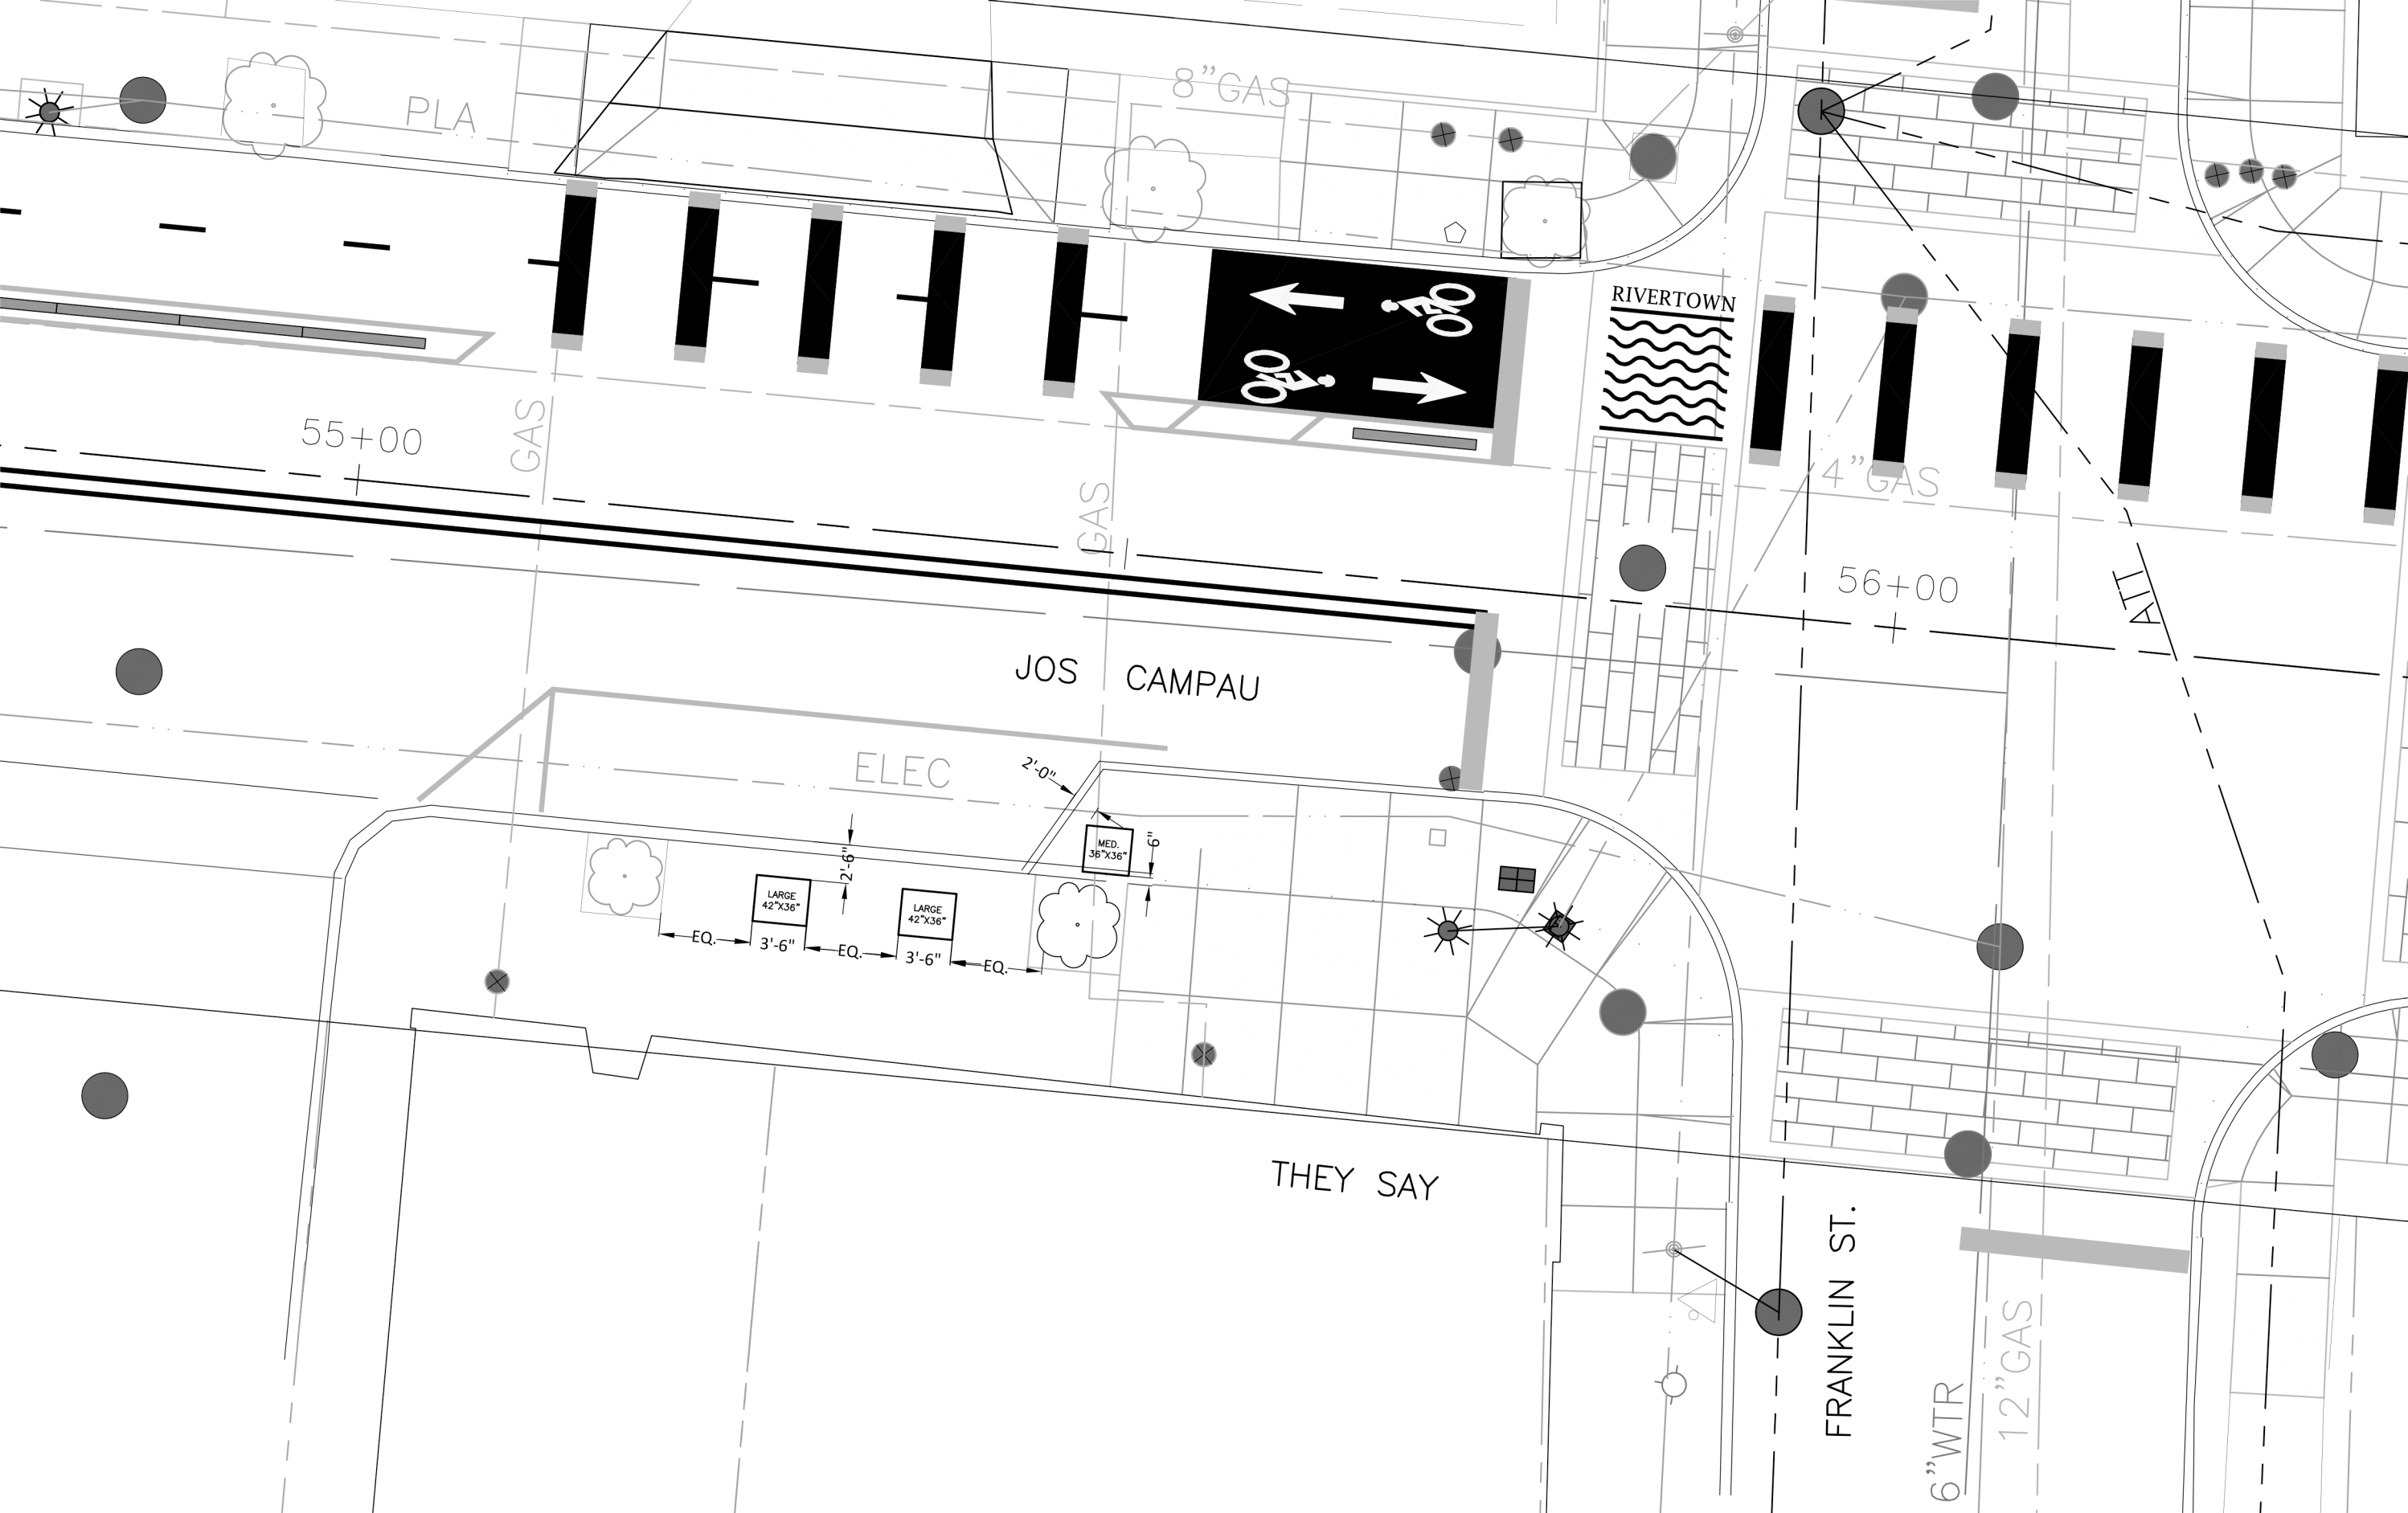 PLA
8”GAS
RIVERTOWN
55+00
GAS
GAS
4”GAS
56+00
JOS CAMPAU
ELEC
2'-0"
MED.
36"X36"
6"
2'-6"
LARGE
42"X36"
LARGE
42"X36"
EQ.
3'-6"
EQ.
3'-6"
EQ.
THEY SAY
FRANKLIN ST.
6”WTR
12”GAS